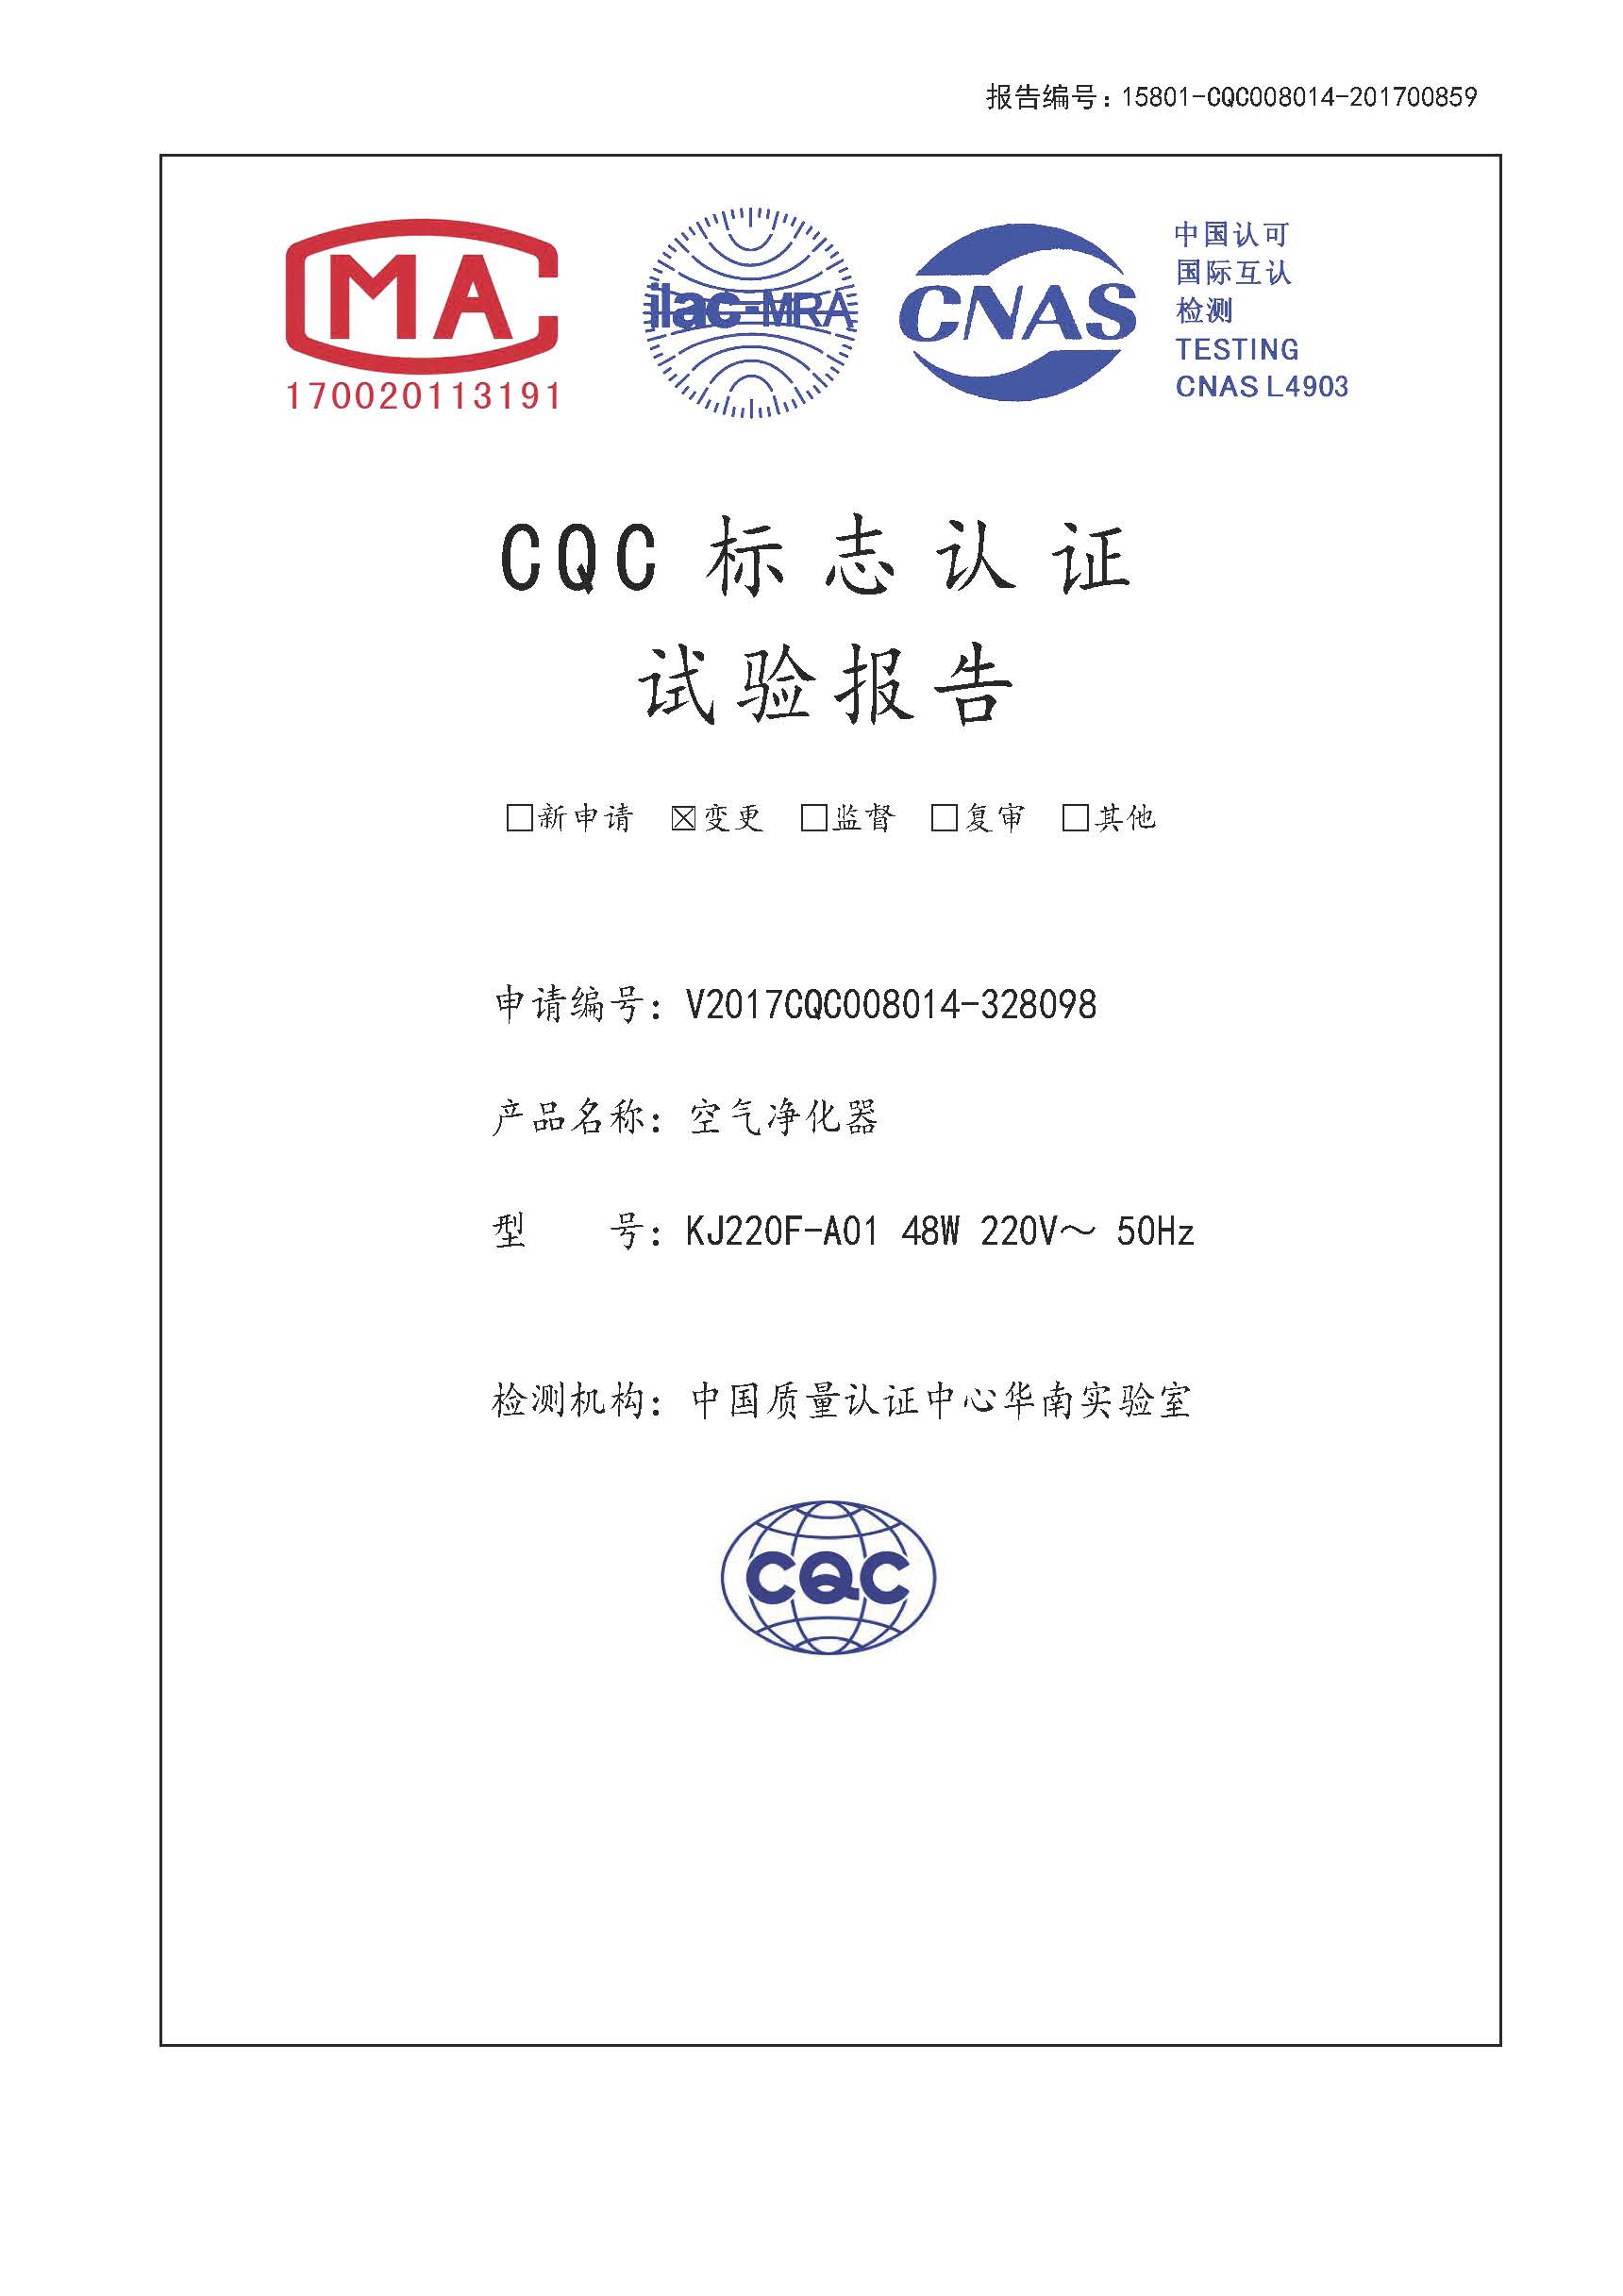 报告编号：15801-CQC008014-201700859
MA
170020113191
ilac-MRA
CNAS
中国认可
国际互认
检测
TESTING
CNAS L4903
CQC 标志认证
试验报告
□新申请 ☒变更 □监督 □复审 □其他
申请编号：V2017CQC008014-328098
产品名称：空气净化器
型 号：KJ220F-A01 48W 220V～ 50Hz
检测机构：中国质量认证中心华南实验室
CQC